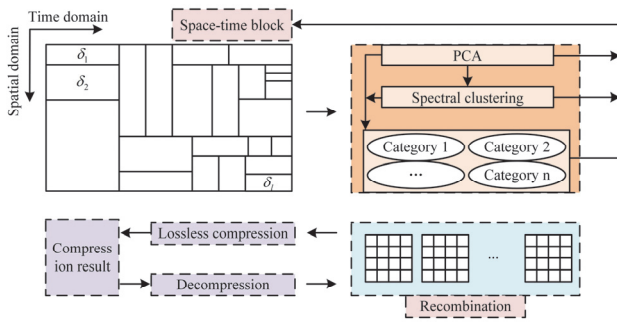 Time domain
Spatial domain
Space-time block
δ₁
δ₂
δₗ
PCA
Spectral clustering
Category 1
Category 2
...
Category n
Compress
ion result
Lossless compression
Decompression
...
Recombination